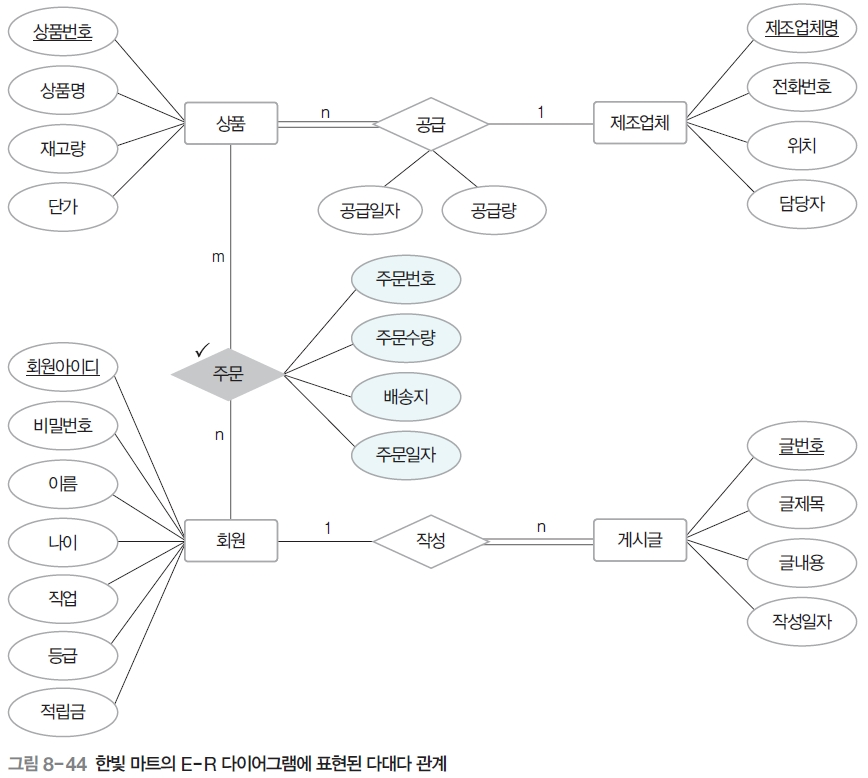 상품번호
상품명
재고량
단가
상품
n
공급
1
제조업체
제조업체명
전화번호
위치
담당자
공급일자
공급량
m
✓
주문
주문번호
주문수량
배송지
주문일자
n
회원아이디
비밀번호
이름
나이
직업
등급
적립금
회원
1
작성
n
게시글
글번호
글제목
글내용
작성일자
그림 8-44 한빛 마트의 E-R 다이어그램에 표현된 다대다 관계